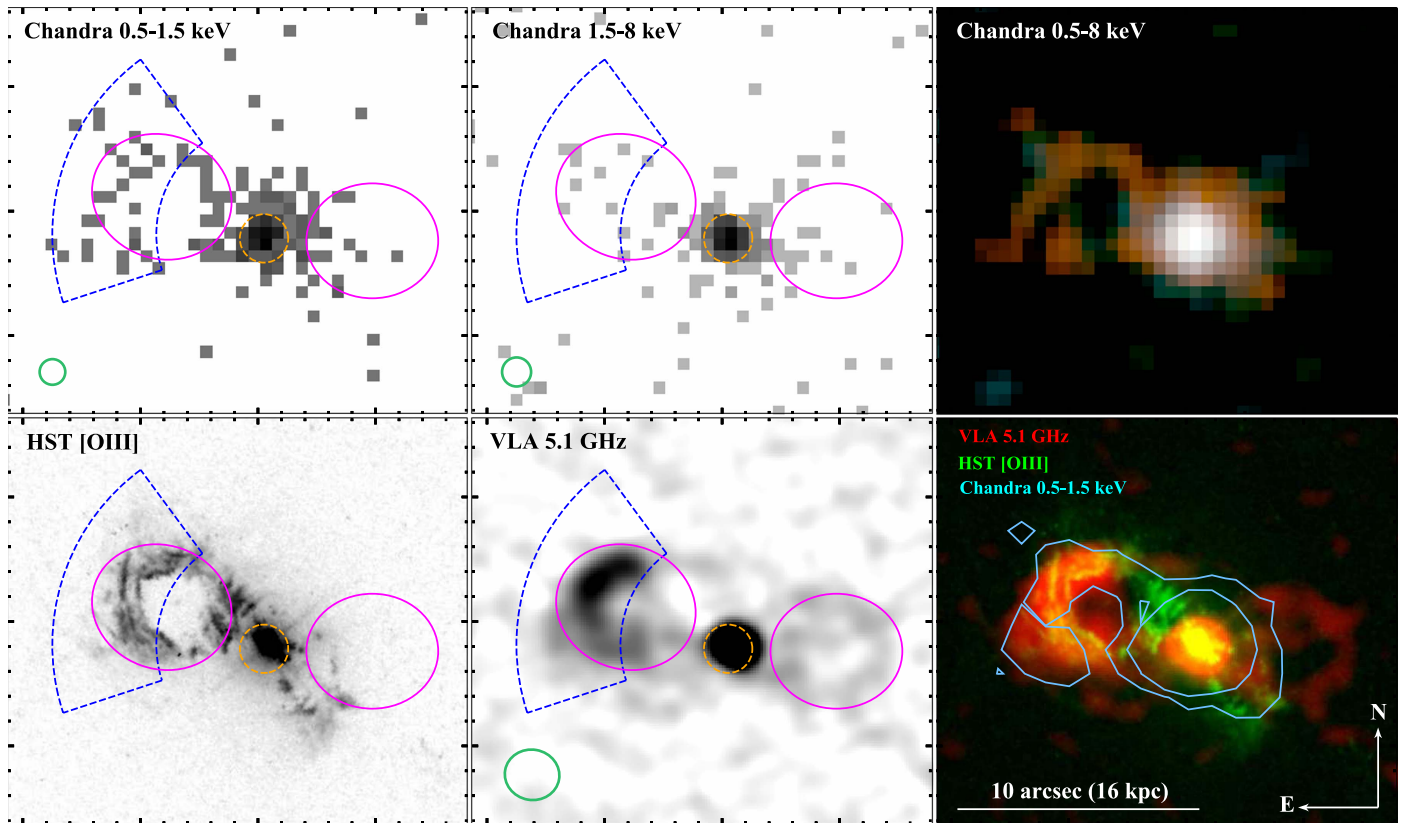 Chandra 0.5-1.5 keV
Chandra 1.5-8 keV
Chandra 0.5-8 keV
HST [OIII]
VLA 5.1 GHz
VLA 5.1 GHz
HST [OIII]
Chandra 0.5-1.5 keV
N
10 arcsec (16 kpc)
E